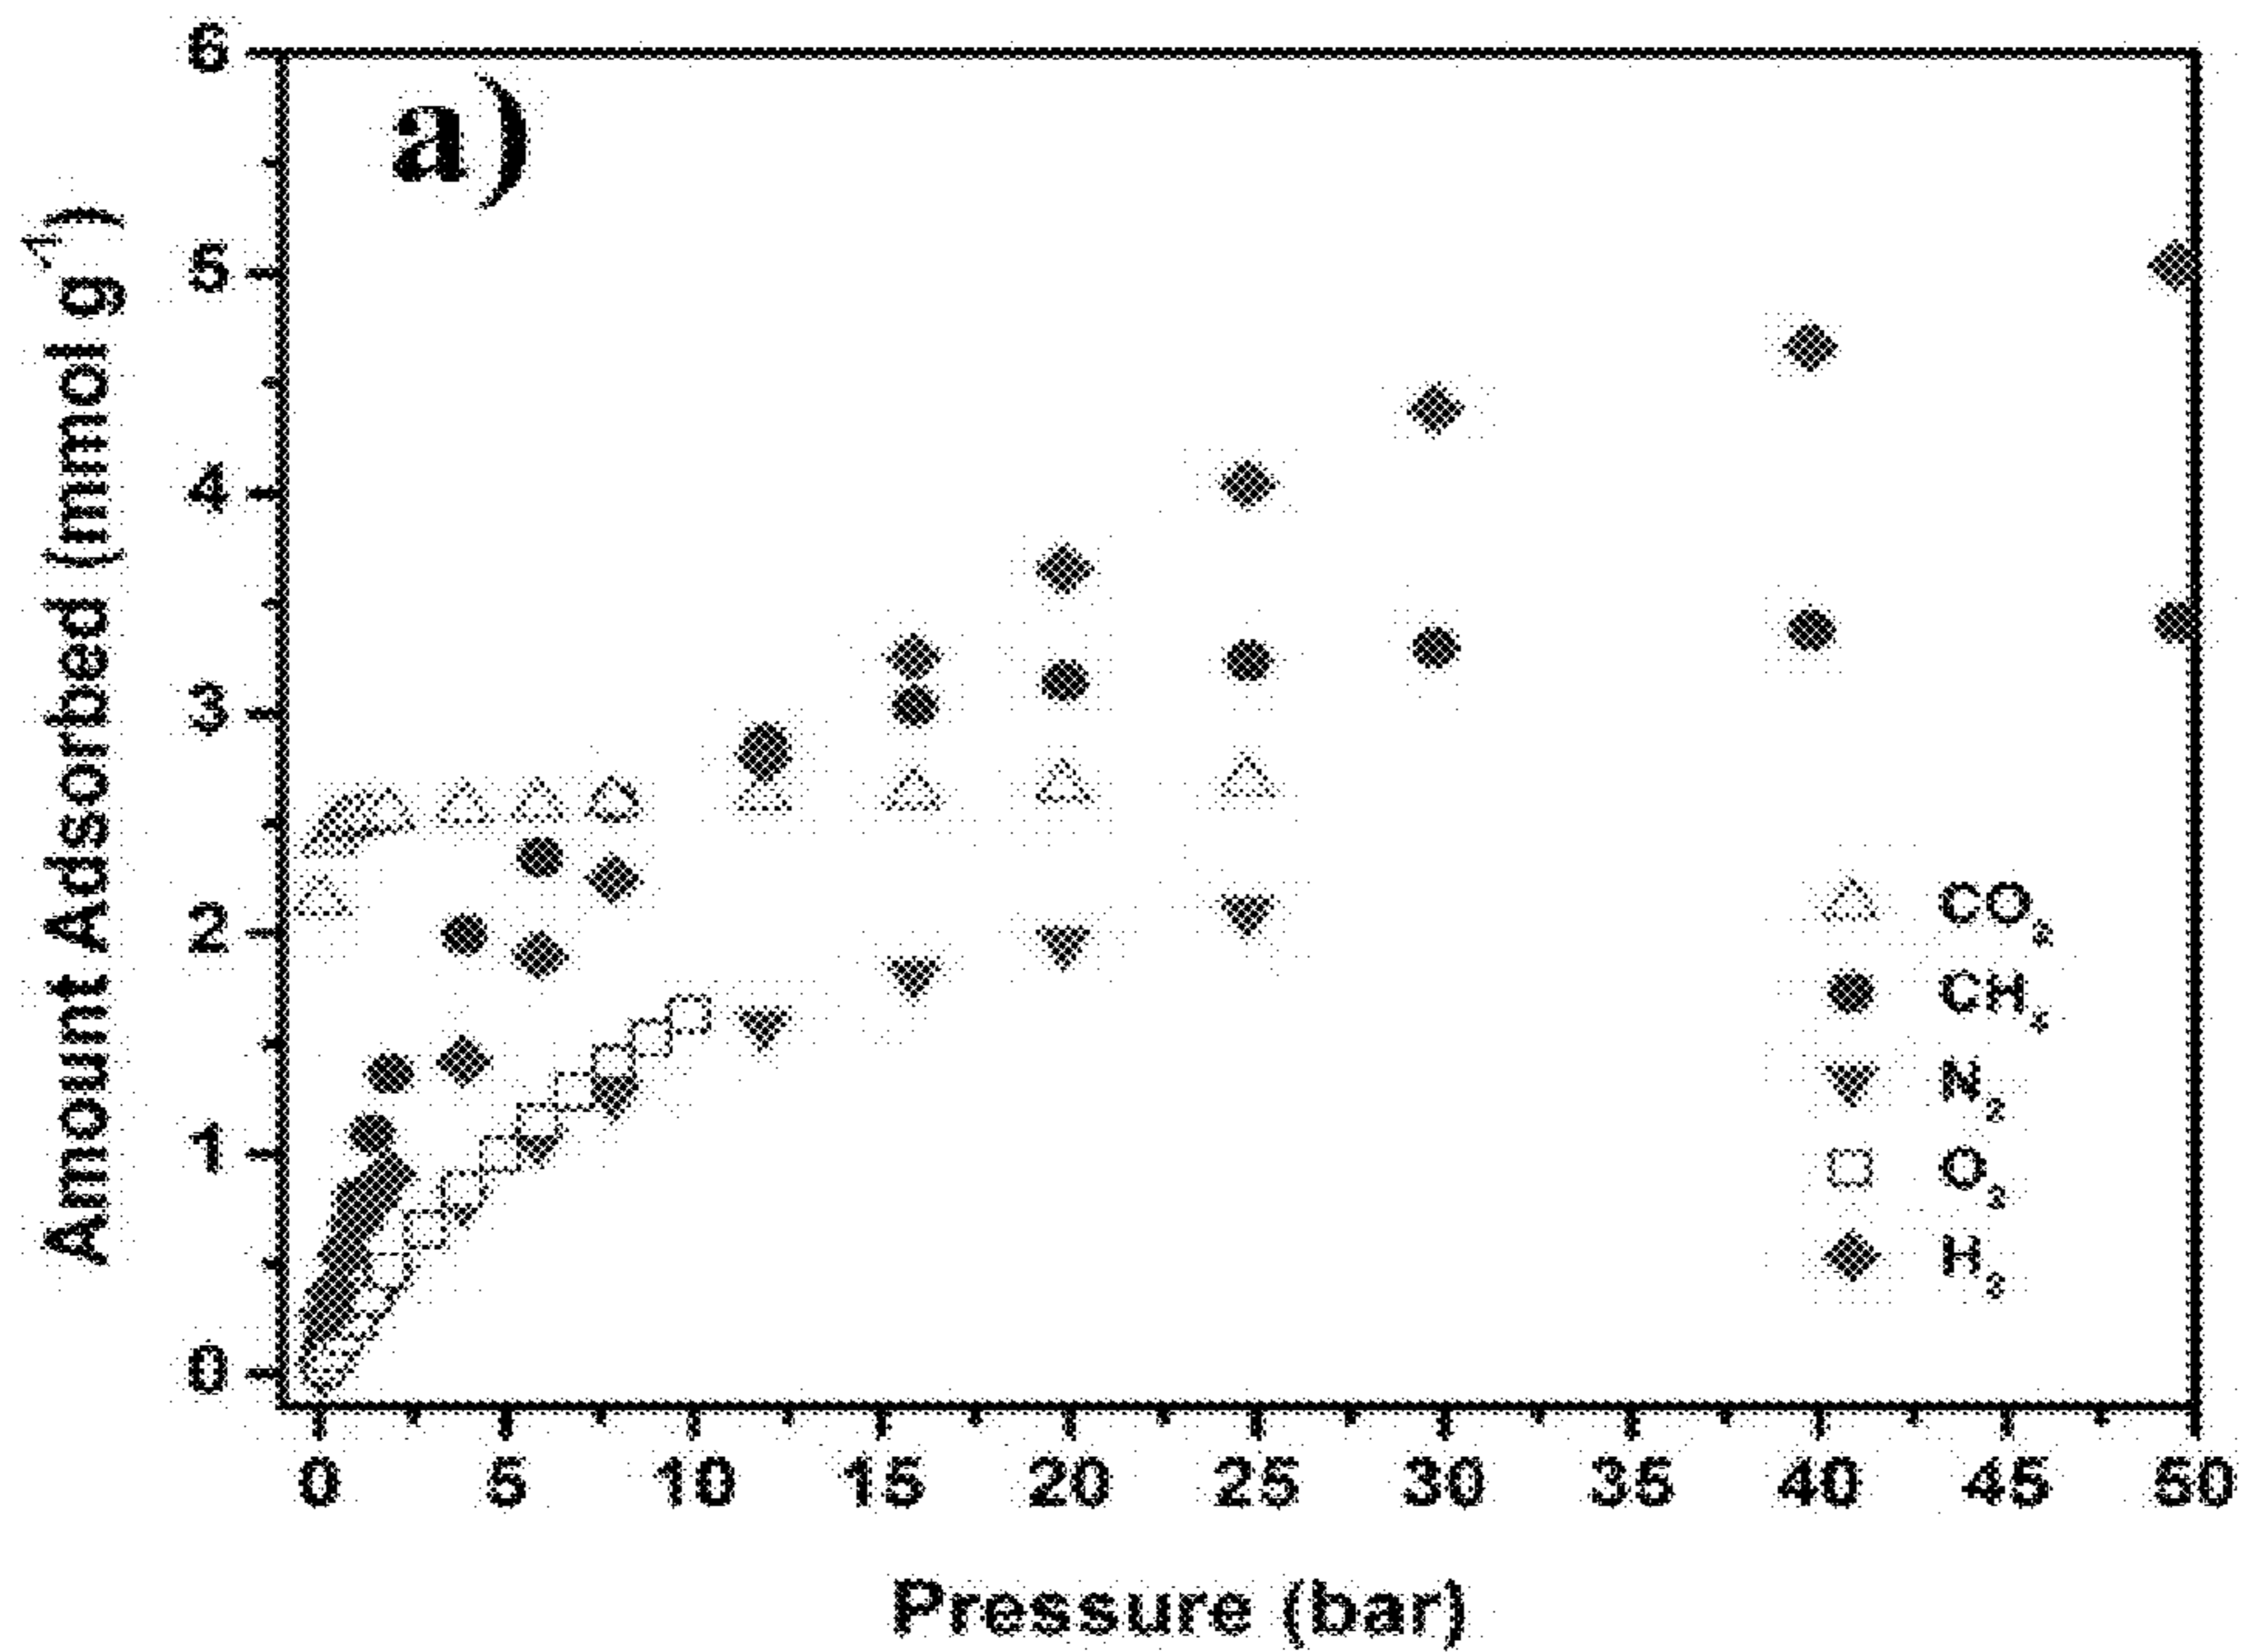 a)
Amount Adsorbed (mmol g⁻¹)
6
5
4
3
2
1
0
CO₂
CH₄
N₂
O₂
H₂
0 5 10 15 20 25 30 35 40 45 50
Pressure (bar)